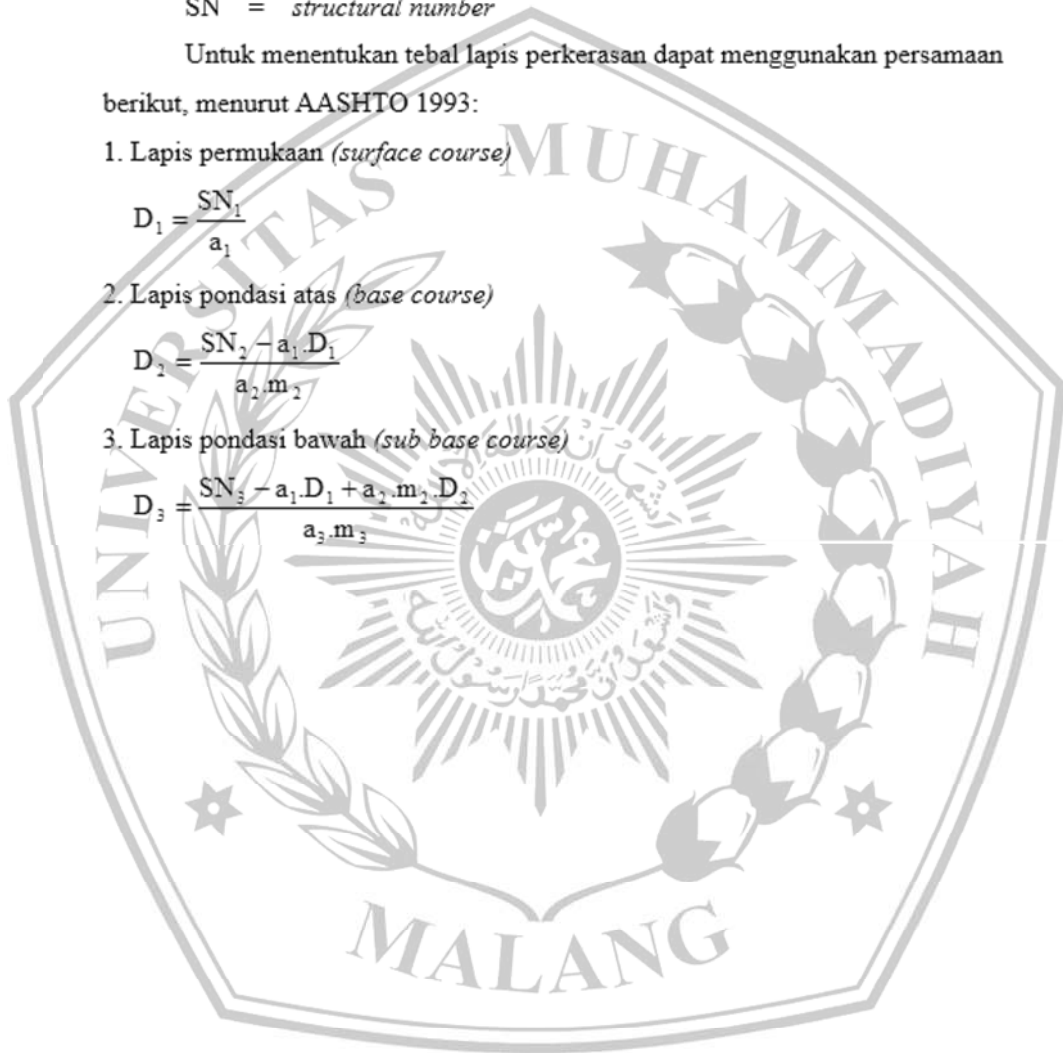 SN = structural number
Untuk menentukan tebal lapis perkerasan dapat menggunakan persamaan
berikut, menurut AASHTO 1993:
1. Lapis permukaan (surface course)
D₁ = SN₁ / a₁
2. Lapis pondasi atas (base course)
D₂ = SN₂ – a₁.D₁ / a₂.m₂
3. Lapis pondasi bawah (sub base course)
D₃ = SN₃ – a₁.D₁ + a₂.m₂.D₂ / a₃.m₃
UNIVERSITAS MUHAMMADIYAH
MALANG